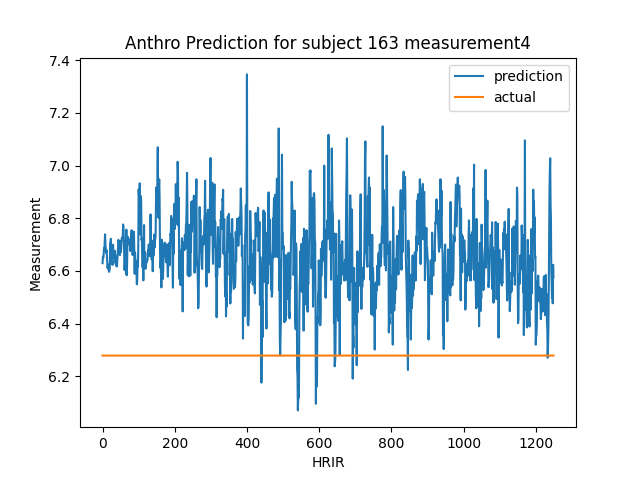 Anthro Prediction for subject 163 measurement4
prediction
actual
7.4
7.2
7.0
6.8
6.6
6.4
6.2
Measurement
0 200 400 600 800 1000 1200
HRIR